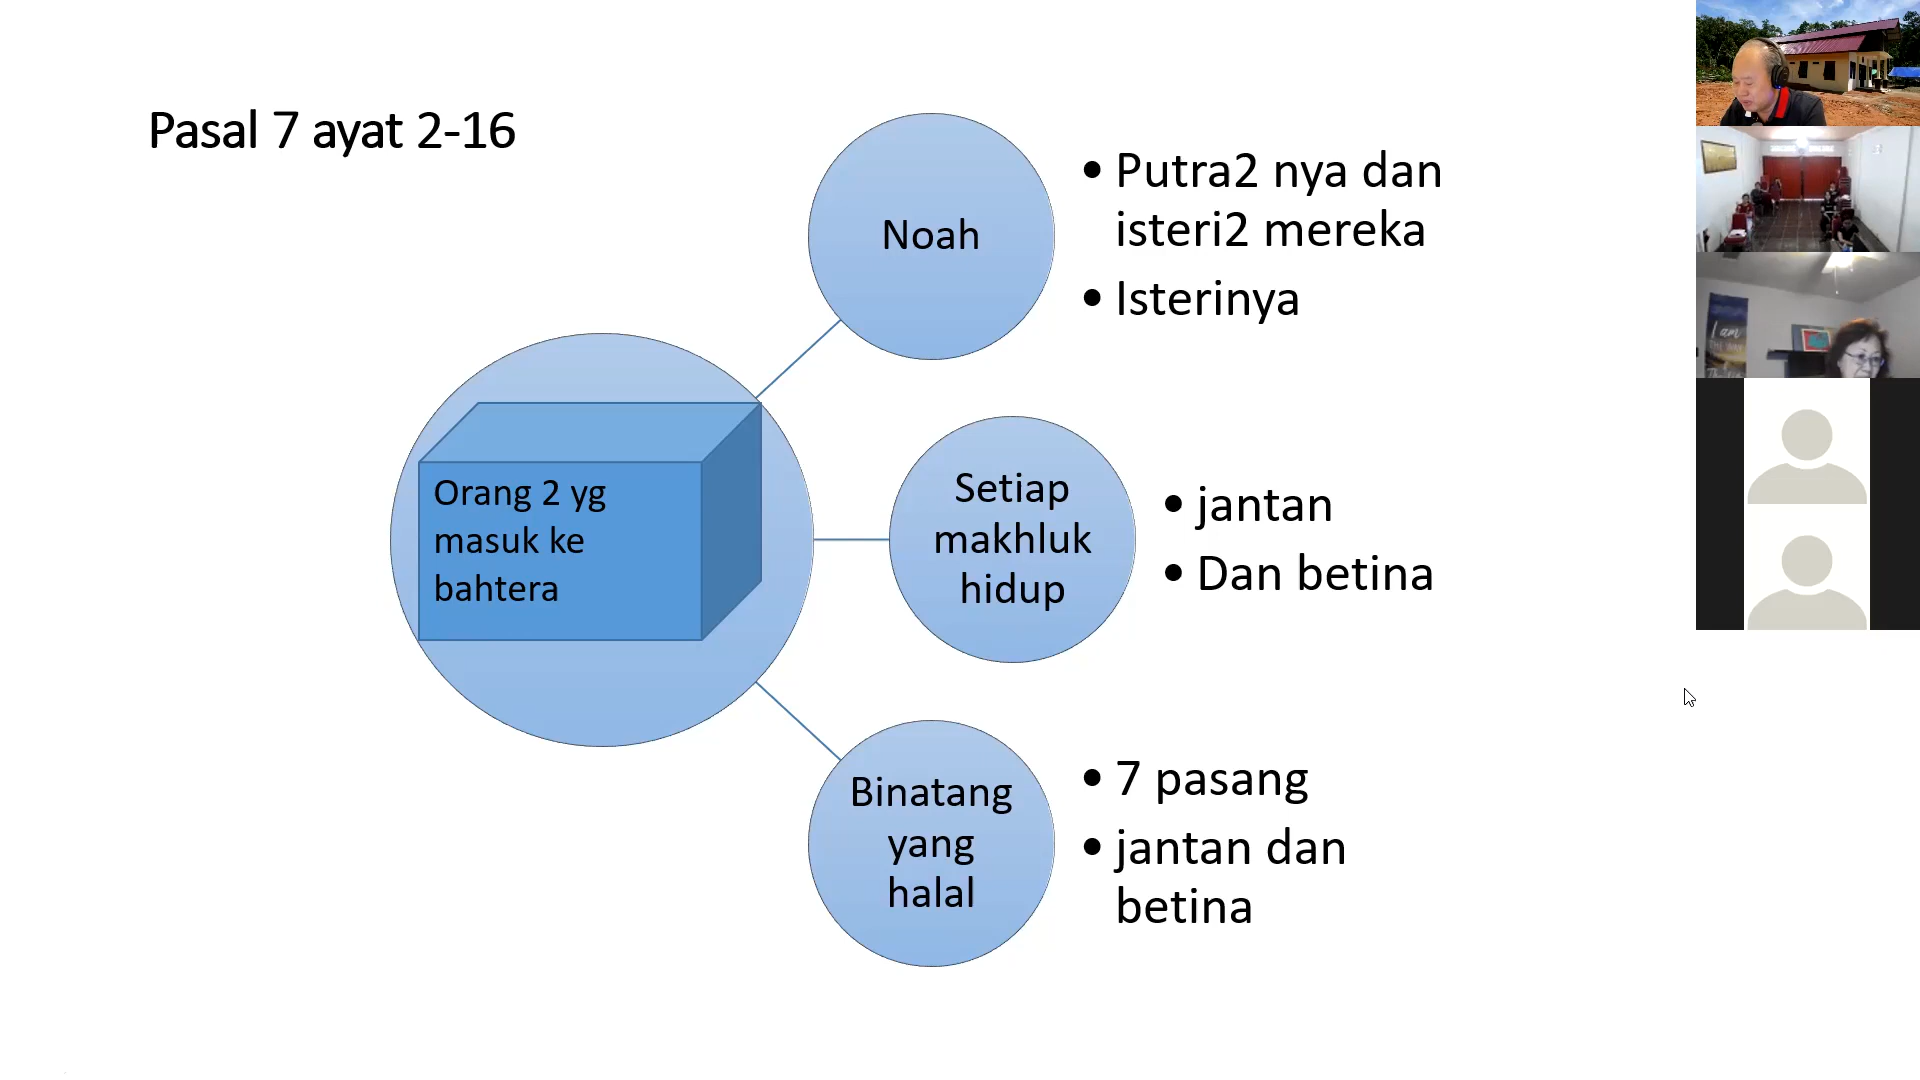 Pasal 7 ayat 2-16
Orang 2 yg
masuk ke
bahtera
Noah
• Putra2 nya dan
isteri2 mereka
• Isterinya
Setiap
makhluk
hidup
• jantan
• Dan betina
Binatang
yang
halal
• 7 pasang
• jantan dan
betina
I am